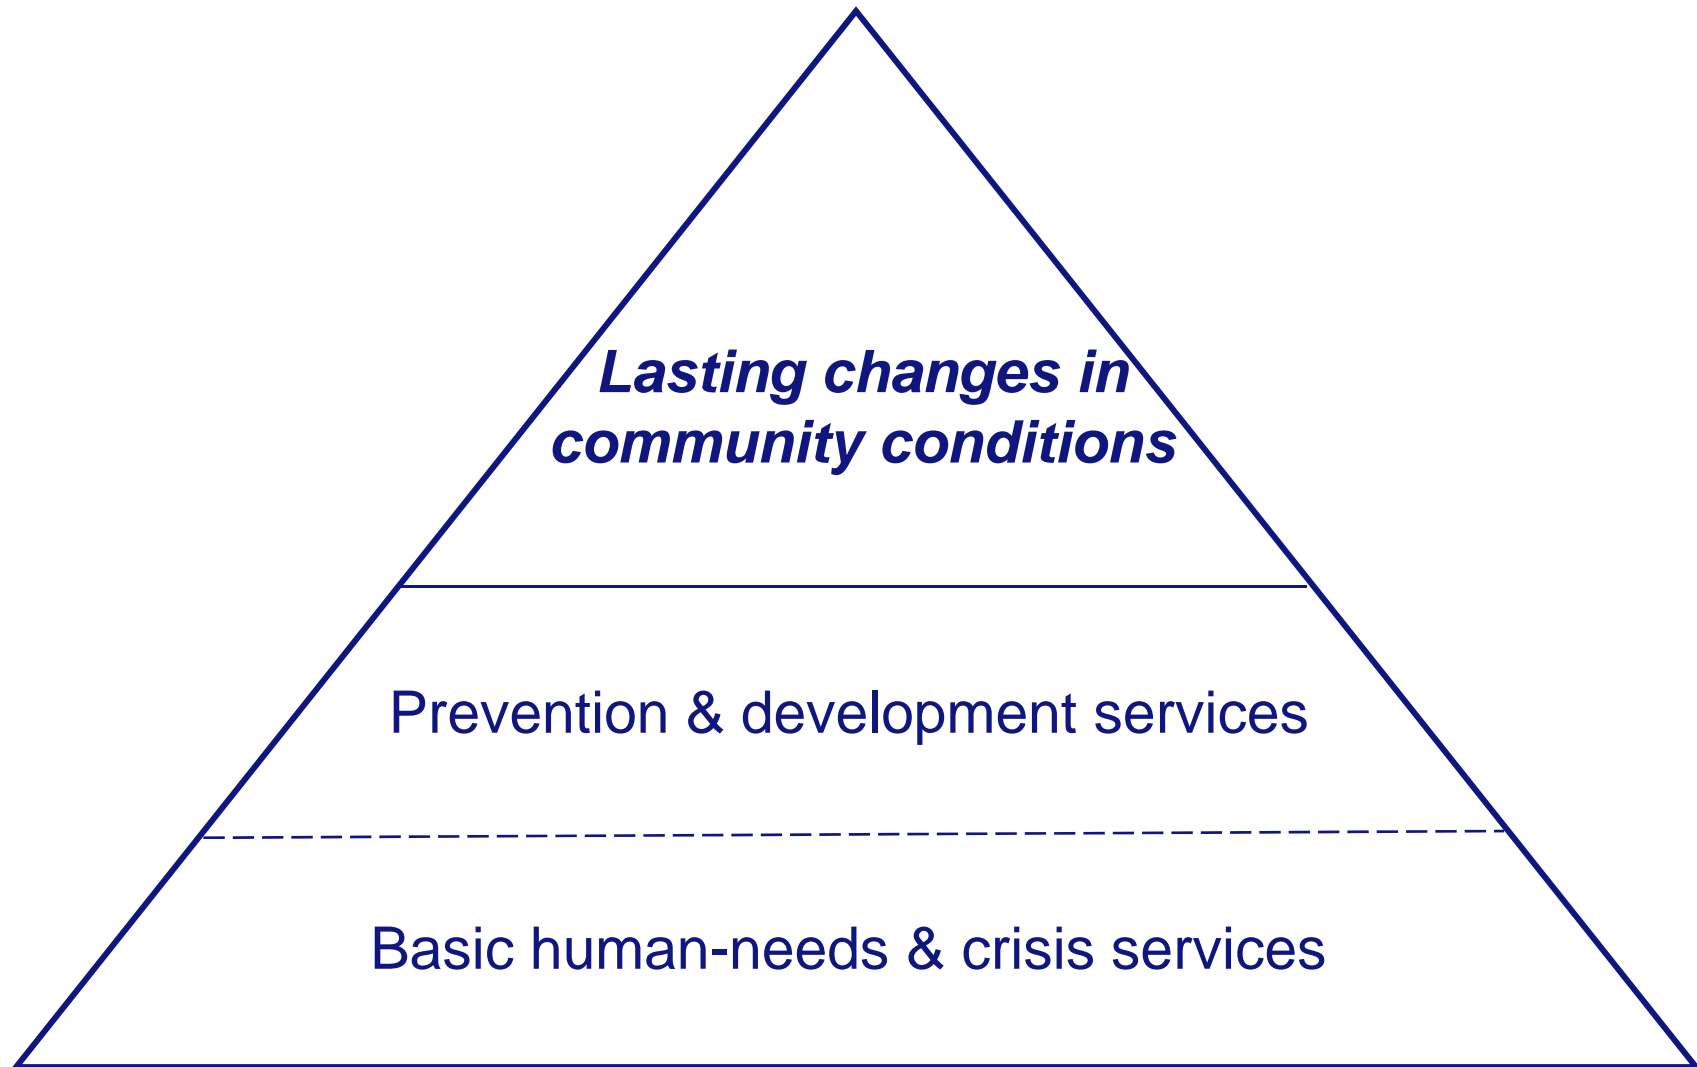 Lasting changes in
community conditions
Prevention & development services
Basic human-needs & crisis services